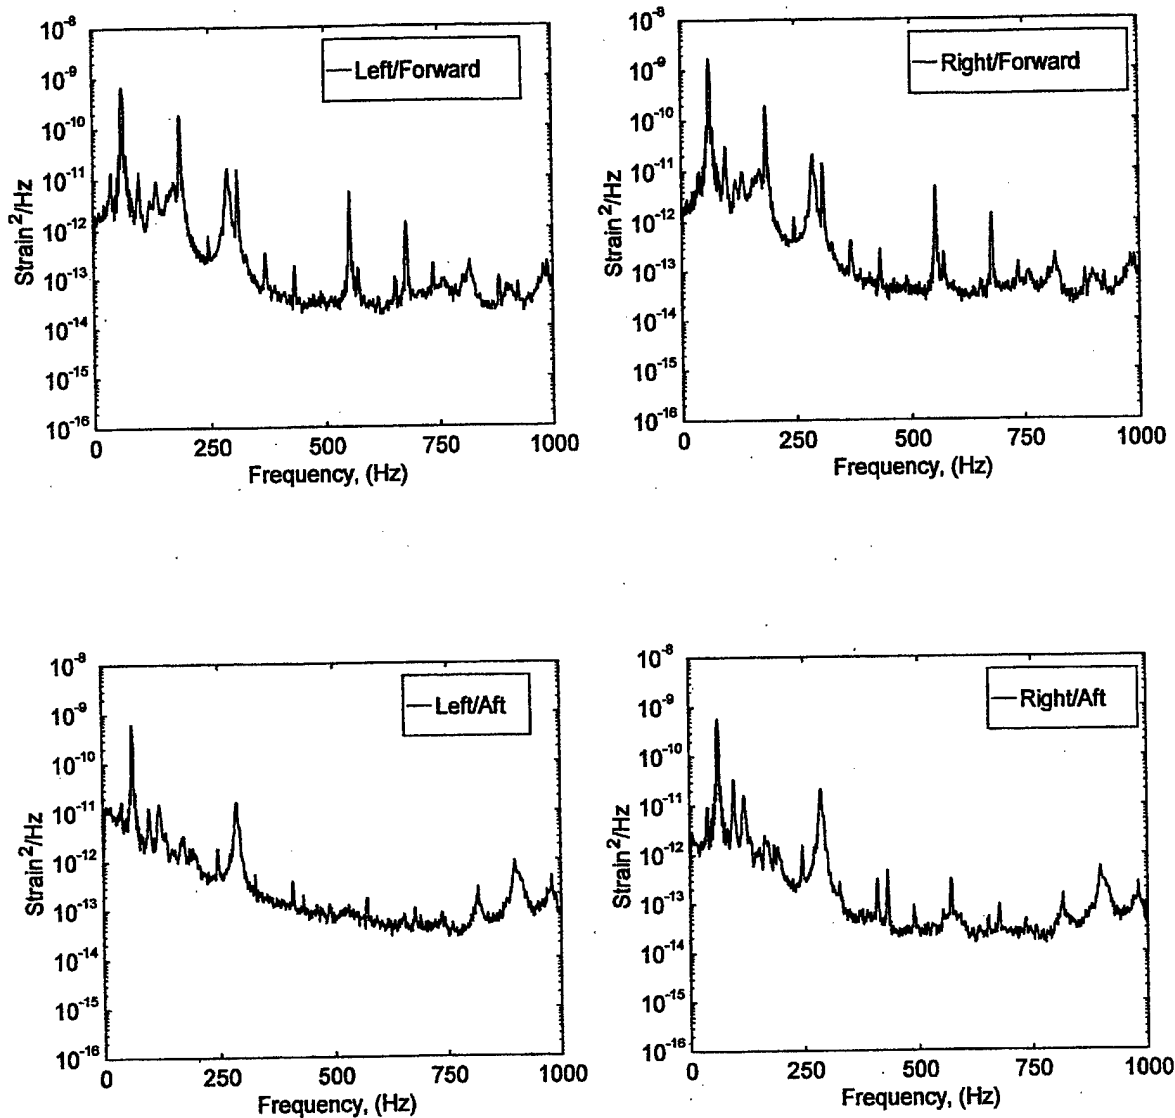 10⁻⁸
10⁻⁹
10⁻¹⁰
10⁻¹¹
10⁻¹²
10⁻¹³
10⁻¹⁴
10⁻¹⁵
10⁻¹⁶
Strain²/Hz
Left/Forward
0 250 500 750 1000
Frequency, (Hz)
10⁻⁸
10⁻⁹
10⁻¹⁰
10⁻¹¹
10⁻¹²
10⁻¹³
10⁻¹⁴
10⁻¹⁵
10⁻¹⁶
Strain²/Hz
Right/Forward
0 250 500 750 1000
Frequency, (Hz)
10⁻⁸
10⁻⁹
10⁻¹⁰
10⁻¹¹
10⁻¹²
10⁻¹³
10⁻¹⁴
10⁻¹⁵
10⁻¹⁶
Strain²/Hz
Left/Aft
0 250 500 750 1000
Frequency, (Hz)
10⁻⁸
10⁻⁹
10⁻¹⁰
10⁻¹¹
10⁻¹²
10⁻¹³
10⁻¹⁴
10⁻¹⁵
10⁻¹⁶
Strain²/Hz
Right/Aft
0 250 500 750 1000
Frequency, (Hz)